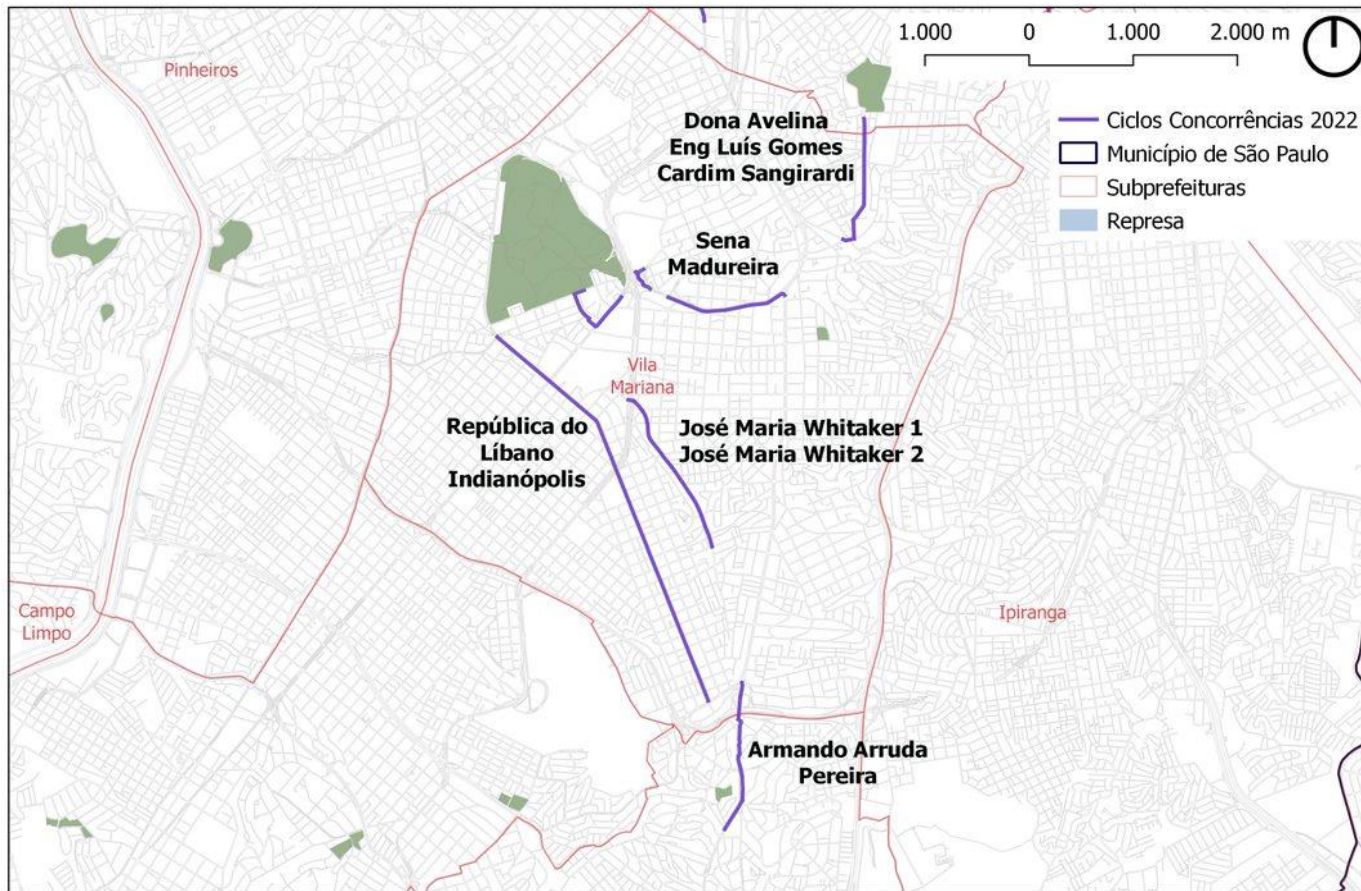 1.000 0 1.000 2.000 m
Ciclos Concorrências 2022
Município de São Paulo
Subprefeituras
Represa
Pinheiros
Dona Avelina
Eng Luís Gomes
Cardim Sangirardi
Sena
Madureira
Vila
Mariana
República do
Líbano
Indianópolis
José Maria Whitaker 1
José Maria Whitaker 2
Campo
Limpo
Ipiranga
Armando Arruda
Pereira